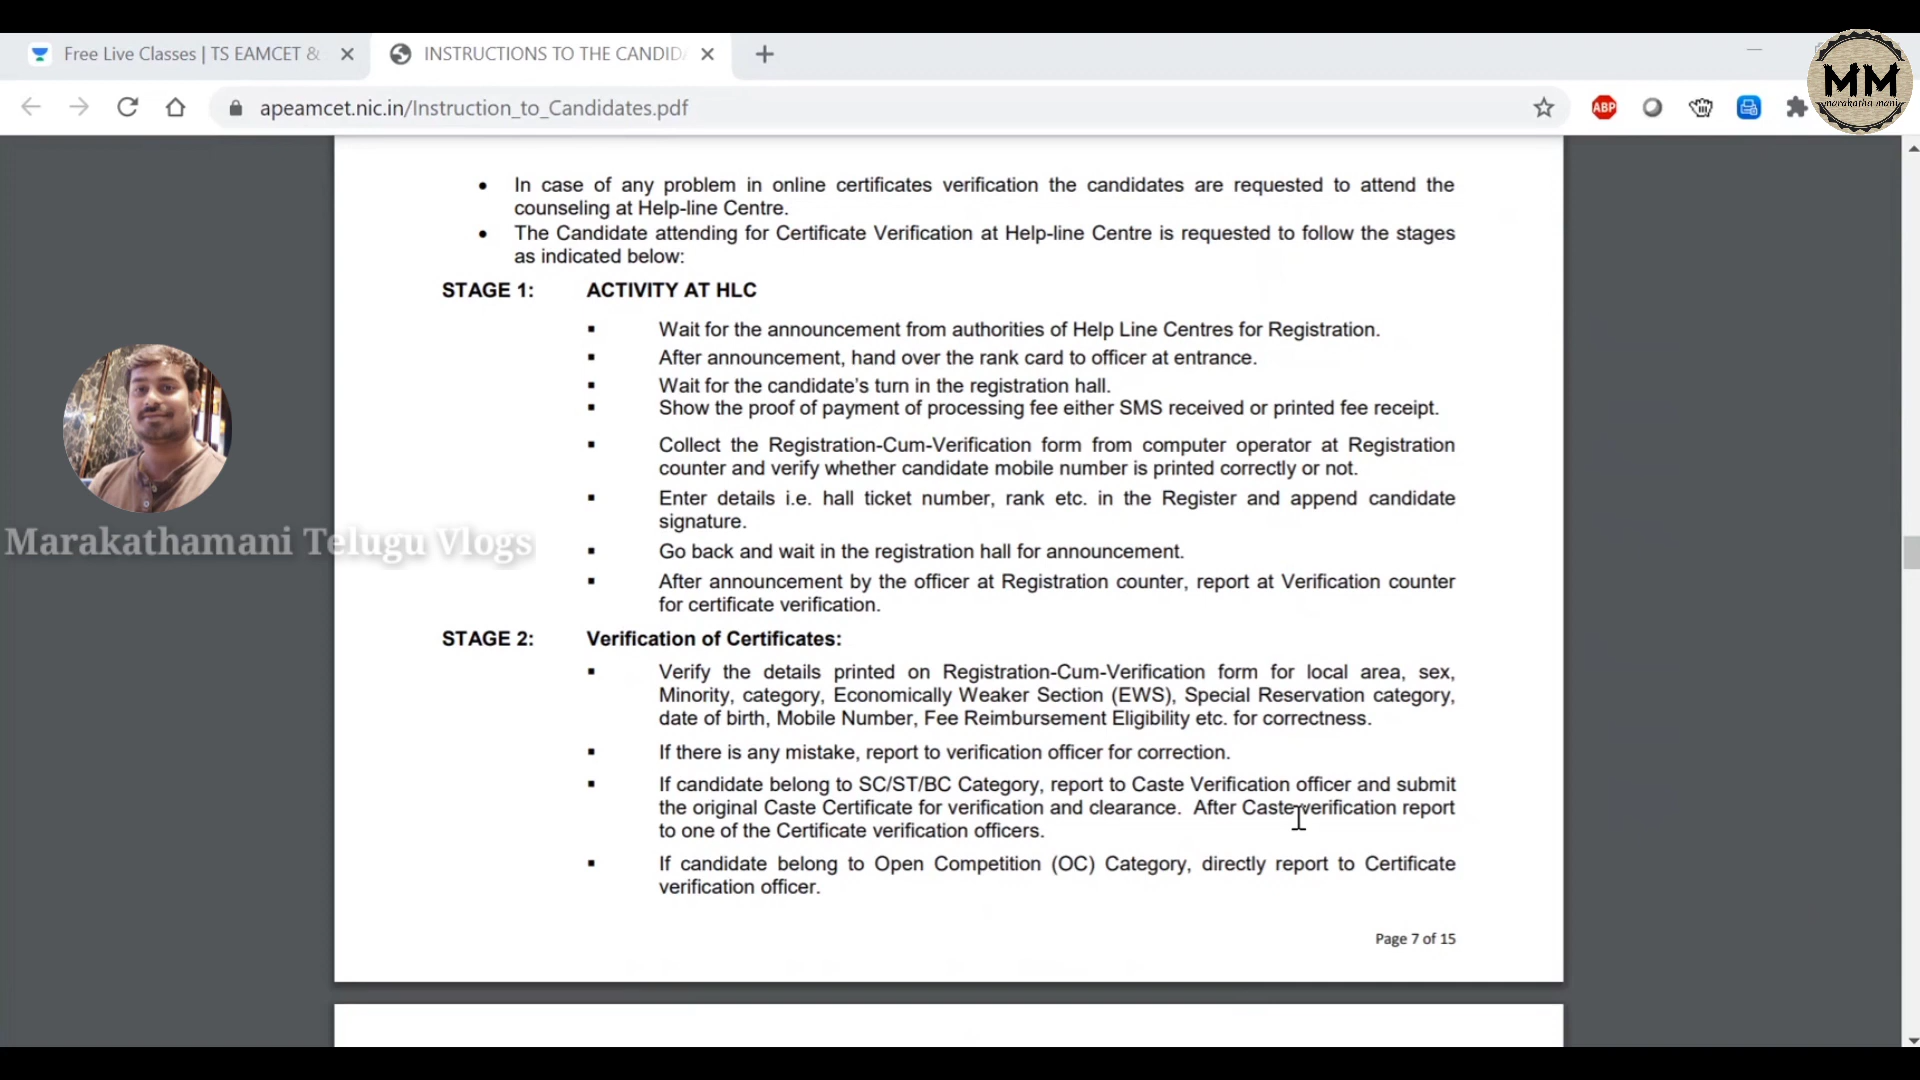 Free Live Classes | TS EAMCET &
INSTRUCTIONS TO THE CANDID
apeamcet.nic.in/Instruction_to_Candidates.pdf
ABP
MM
marakatha mani
• In case of any problem in online certificates verification the candidates are requested to attend the
counseling at Help-line Centre.
• The Candidate attending for Certificate Verification at Help-line Centre is requested to follow the stages
as indicated below:
STAGE 1: ACTIVITY AT HLC
▪ Wait for the announcement from authorities of Help Line Centres for Registration.
▪ After announcement, hand over the rank card to officer at entrance.
▪ Wait for the candidate’s turn in the registration hall.
▪ Show the proof of payment of processing fee either SMS received or printed fee receipt.
▪ Collect the Registration-Cum-Verification form from computer operator at Registration
counter and verify whether candidate mobile number is printed correctly or not.
▪ Enter details i.e. hall ticket number, rank etc. in the Register and append candidate
signature.
Marakathamani Telugu Vlogs
▪ Go back and wait in the registration hall for announcement.
▪ After announcement by the officer at Registration counter, report at Verification counter
for certificate verification.
STAGE 2: Verification of Certificates:
▪ Verify the details printed on Registration-Cum-Verification form for local area, sex,
Minority, category, Economically Weaker Section (EWS), Special Reservation category,
date of birth, Mobile Number, Fee Reimbursement Eligibility etc. for correctness.
▪ If there is any mistake, report to verification officer for correction.
▪ If candidate belong to SC/ST/BC Category, report to Caste Verification officer and submit
the original Caste Certificate for verification and clearance. After Caste verification report
to one of the Certificate verification officers.
▪ If candidate belong to Open Competition (OC) Category, directly report to Certificate
verification officer.
Page 7 of 15